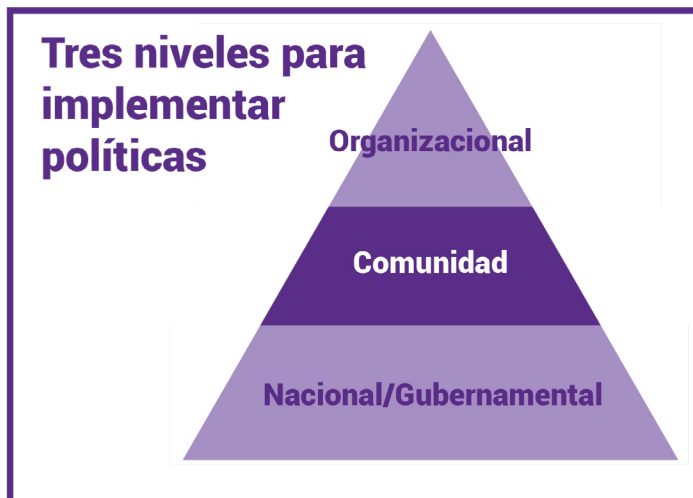 Tres niveles para
implementar
políticas
Organizacional
Comunidad
Nacional/Gubernamental